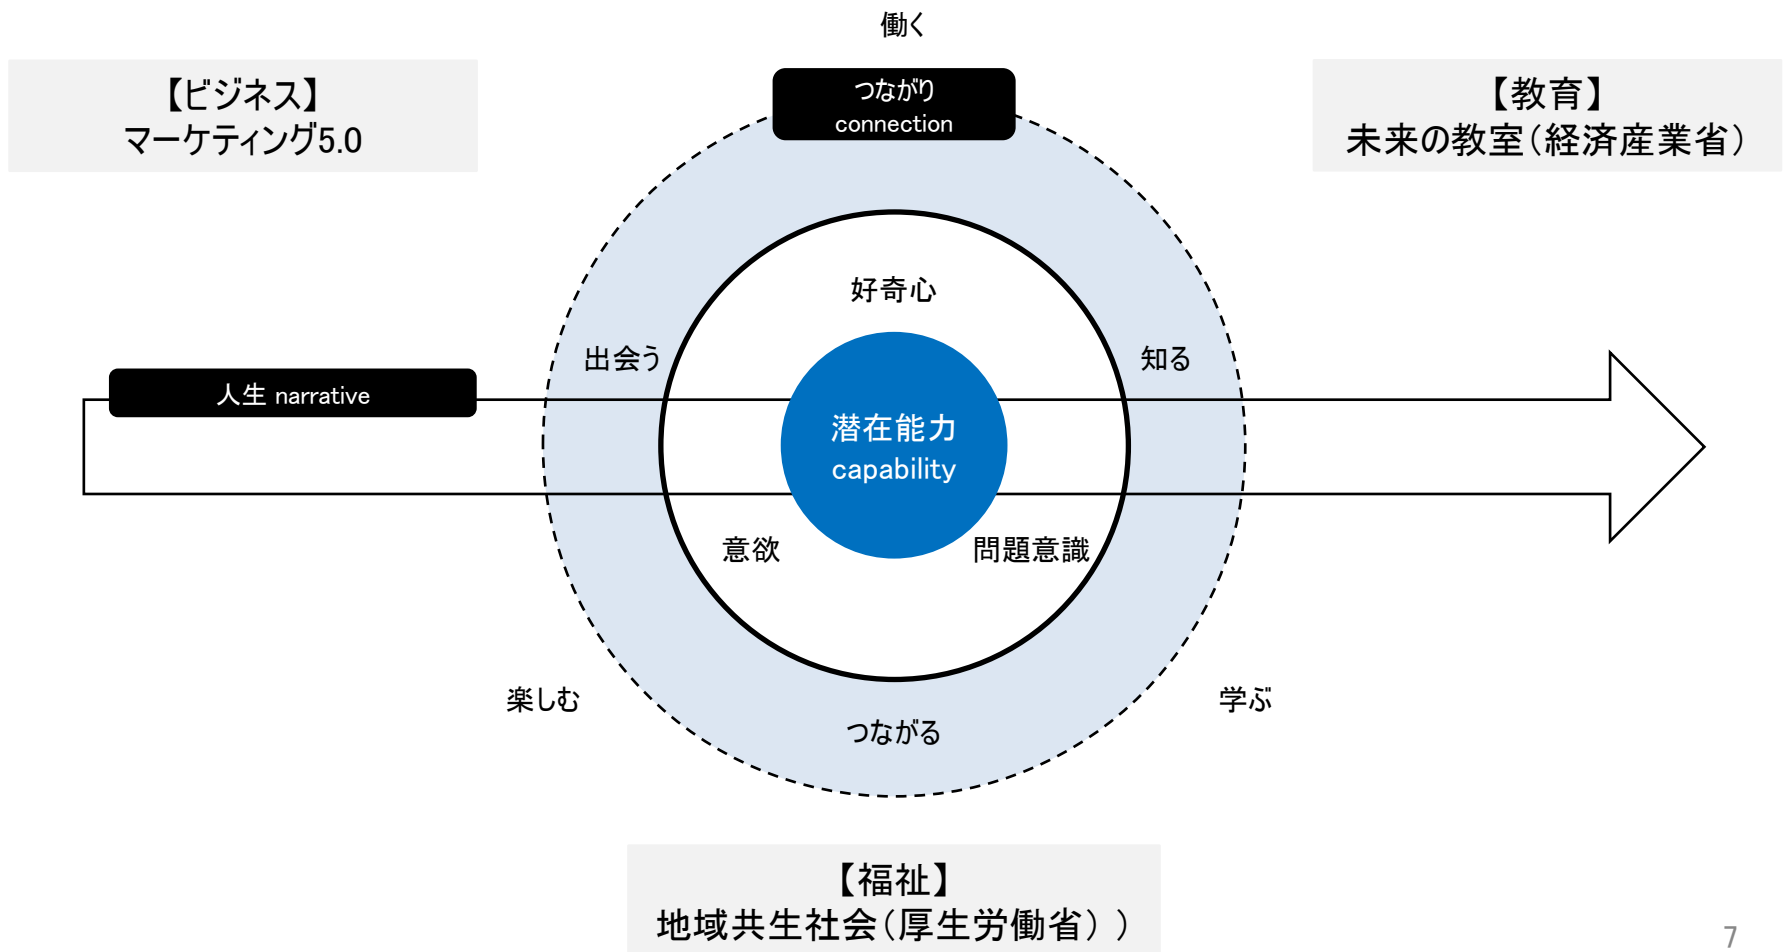 働く
【ビジネス】
マーケティング5.0
つながり
connection
【教育】
未来の教室（経済産業省）
好奇心
出会う
知る
人生 narrative
潜在能力
capability
意欲
問題意識
楽しむ
学ぶ
つながる
【福祉】
地域共生社会（厚生労働省））
7